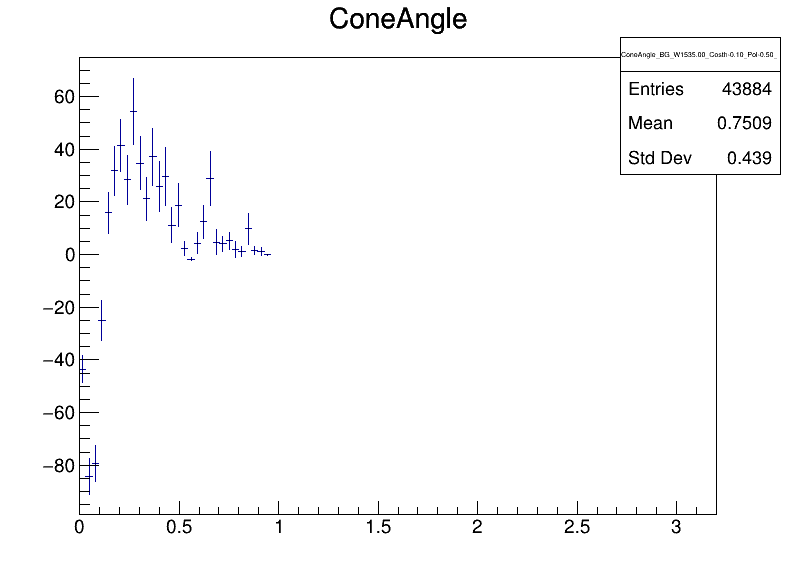 ConeAngle
ConeAngle_BG_W1535.00_Costh-0.10_Pol-0.50_
Entries 43884
Mean 0.7509
Std Dev 0.439
60
40
20
0
−20
−40
−60
−80
0 0.5 1 1.5 2 2.5 3